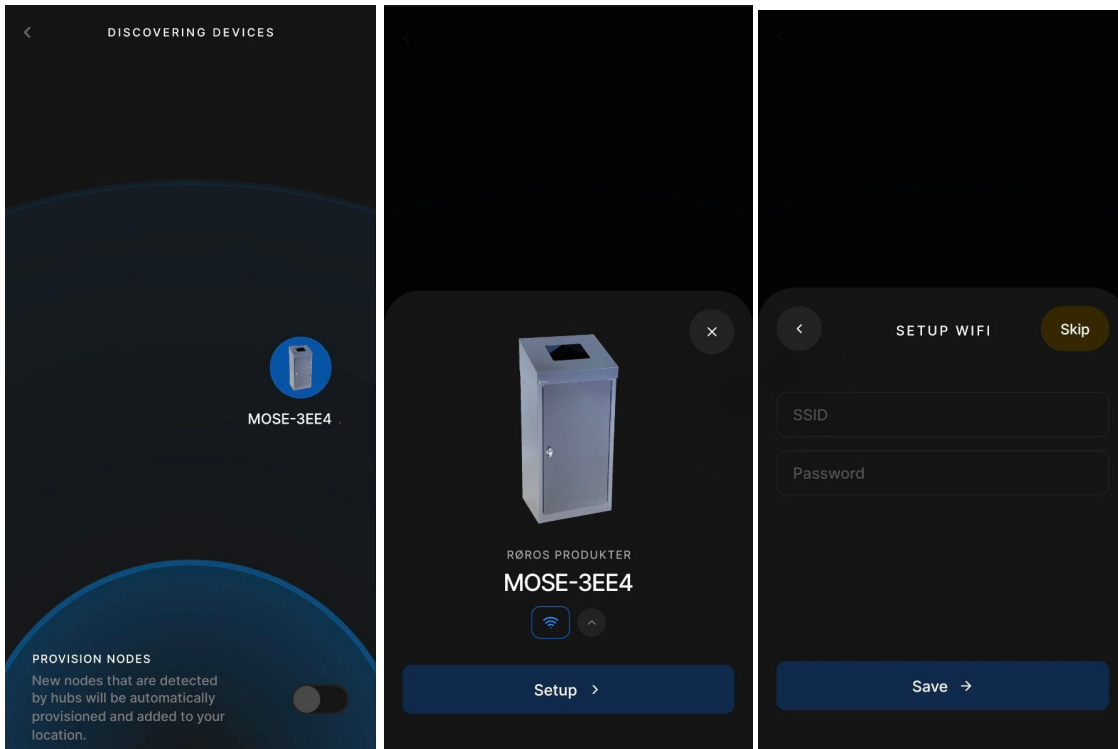 DISCOVERING DEVICES
MOSE-3EE4
PROVISION NODES
New nodes that are detected
by hubs will be automatically
provisioned and added to your
location.
RØROS PRODUKTER
MOSE-3EE4
Setup
SETUP WIFI
Skip
SSID
Password
Save